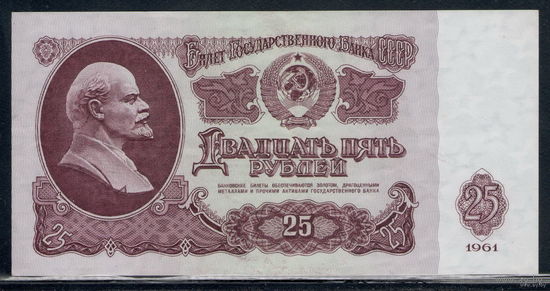 Билет Государственного Банка СССР
Двадцать пять
рублей
БАНКОВСКИЕ БИЛЕТЫ ОБЕСПЕЧИВАЮТСЯ ЗОЛОТОМ, ДРАГОЦЕННЫМИ
МЕТАЛЛАМИ И ПРОЧИМИ АКТИВАМИ ГОСУДАРСТВЕННОГО БАНКА
25
25
25
25
1961